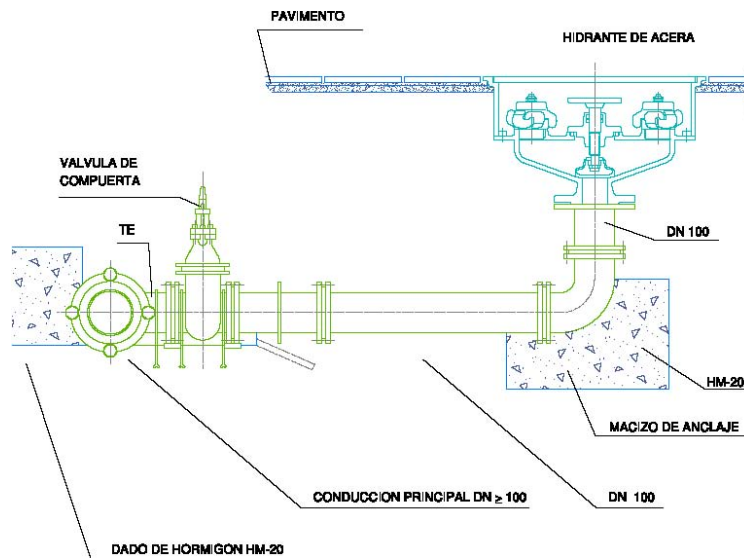 PAVIMENTO
HIDRANTE DE ACERA
VALVULA DE
COMPUERTA
TE
DN 100
HM-20
MACIZO DE ANCLAJE
CONDUCCION PRINCIPAL DN ≥ 100
DN 100
DADO DE HORMIGON HM-20